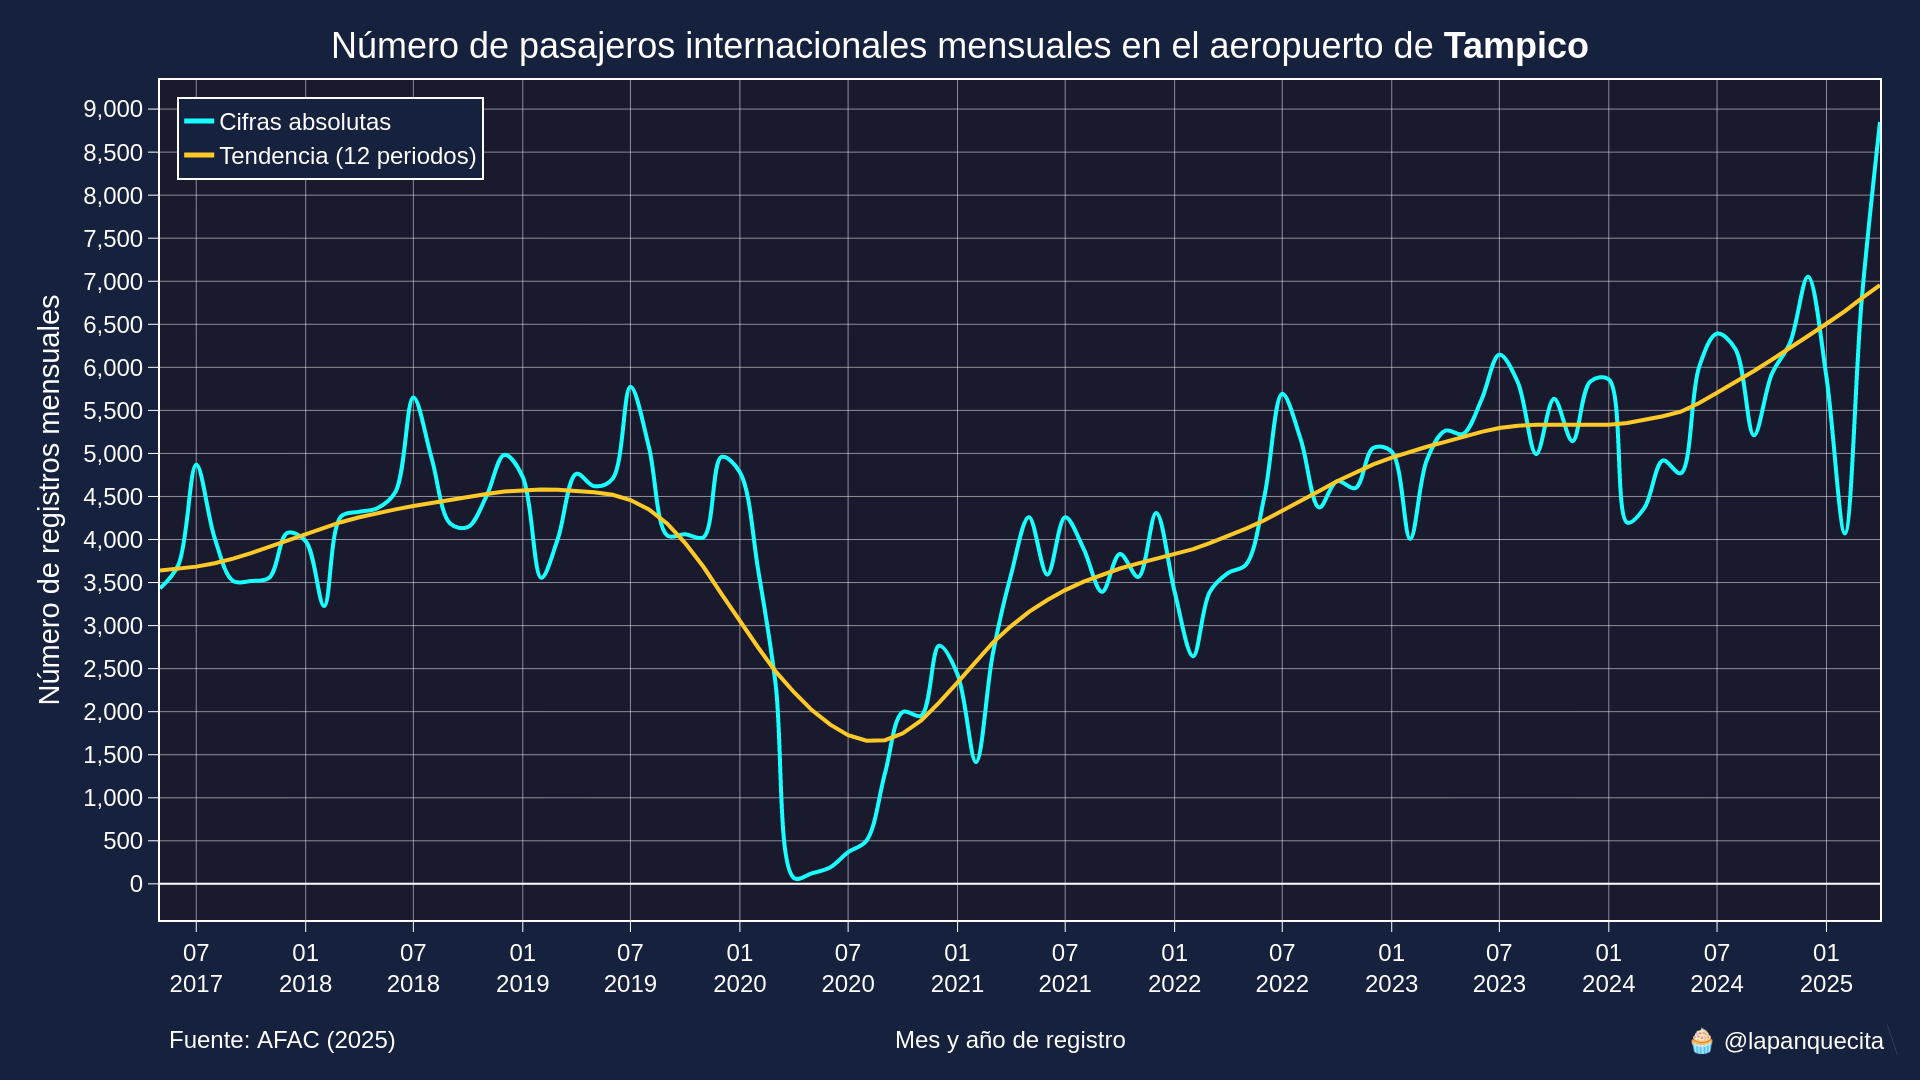 Número de pasajeros internacionales mensuales en el aeropuerto de Tampico
Cifras absolutas
Tendencia (12 periodos)
Número de registros mensuales
9,000
8,500
8,000
7,500
7,000
6,500
6,000
5,500
5,000
4,500
4,000
3,500
3,000
2,500
2,000
1,500
1,000
500
0
07 01 07 01 07 01 07 01 07 01 07 01 07 01 07 01
2017 2018 2018 2019 2019 2020 2020 2021 2021 2022 2022 2023 2023 2024 2024 2025
Fuente: AFAC (2025)
Mes y año de registro
🧁 @lapanquecita